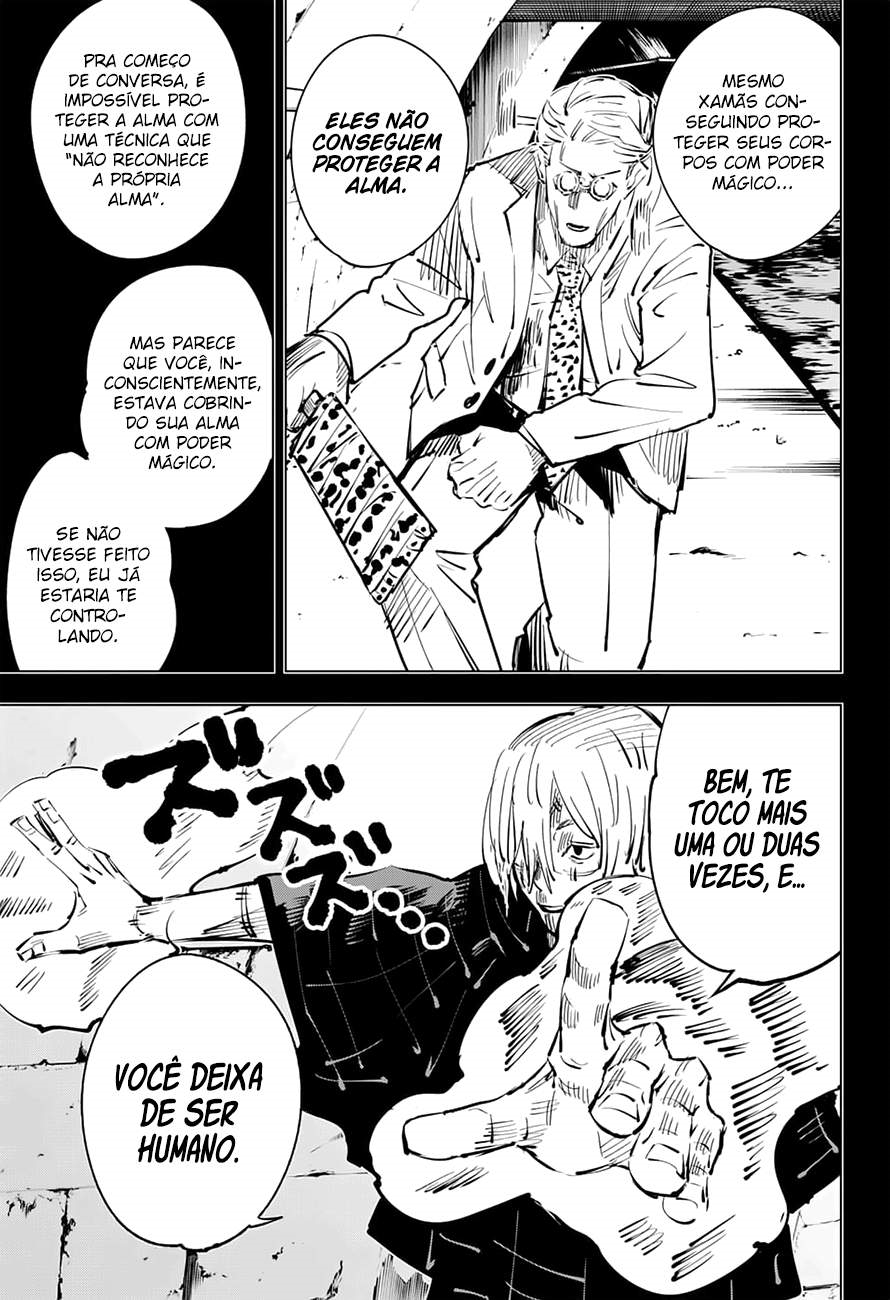 MESMO
XAMÃS CON-
SEGUINDO PRO-
TEGER SEUS COR-
POS COM PODER
MÁGICO...
ELES NÃO
CONSEGUEM
PROTEGER A
ALMA.
PRA COMEÇO
DE CONVERSA, É
IMPOSSÍVEL PRO-
TEGER A ALMA COM
UMA TÉCNICA QUE
"NÃO RECONHECE
A PRÓPRIA
ALMA".
MAS PARECE
QUE VOCÊ, IN-
CONSCIENTEMENTE,
ESTAVA COBRIN-
DO SUA ALMA
COM PODER
MÁGICO.
SE NÃO
TIVESSE FEITO
ISSO, EU JÁ
ESTARIA TE
CONTRO-
LANDO.
BEM, TE
TOCO MAIS
UMA OU DUAS
VEZES, E...
ズズズ...
VOCÊ DEIXA
DE SER
HUMANO.